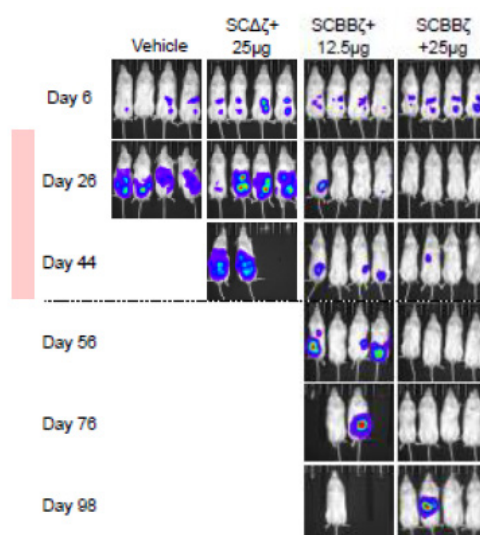 SCΔζ+ SCBBζ+ SCBBζ
Vehicle 25μg 12.5μg +25μg
Day 6
Day 26
Day 44
Day 56
Day 76
Day 98